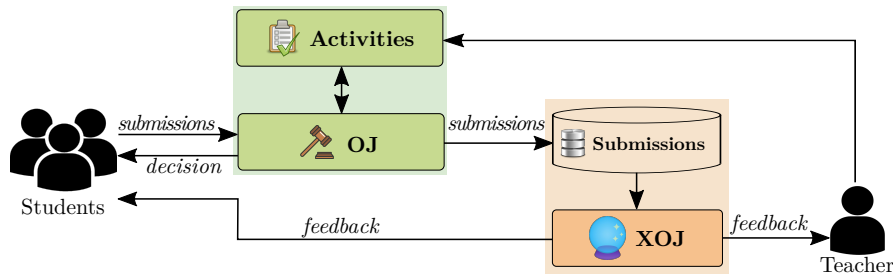 Activities
submissions
OJ
submissions
decision
Submissions
Students
feedback
XOJ
feedback
Teacher